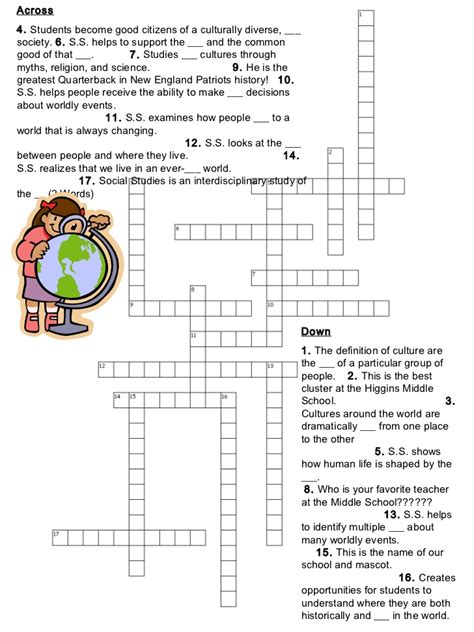 Across
4. Students become good citizens of a culturally diverse, ___
society. 6. S.S. helps to support the ___ and the common
good of that ___. 7. Studies ___ cultures through
myths, religion, and science. 9. He is the
greatest Quarterback in New England Patriots history! 10.
S.S. helps people receive the ability to make ___ decisions
about worldly events.
11. S.S. examines how people ___ to a
world that is always changing.
12. S.S. looks at the ___
between people and where they live. 14.
S.S. realizes that we live in an ever-___ world.
17. Social Studies is an interdisciplinary study of
the __ (2 Words)
1
2
6
7
8
9
10
11
12
13
14
15
16
17
Down
1. The definition of culture are
the ___ of a particular group of
people. 2. This is the best
cluster at the Higgins Middle
School. 3.
Cultures around the world are
dramatically ___ from one place
to the other
5. S.S. shows
how human life is shaped by the
___.
8. Who is your favorite teacher
at the Middle School??????
13. S.S. helps
to identify multiple ___ about
many worldly events.
15. This is the name of our
school and mascot.
16. Creates
opportunities for students to
understand where they are both
historically and ___ in the world.